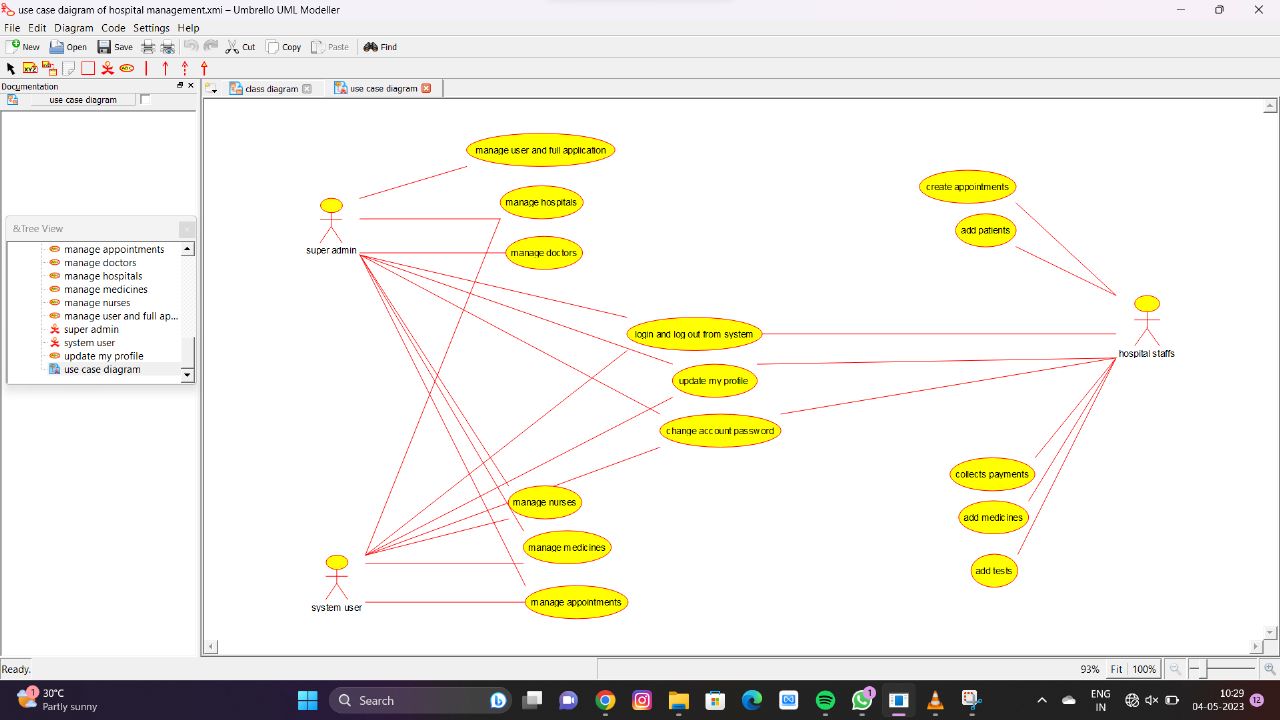 use case daigram of hospital management.xmi – Umbrello UML Modeller
File Edit Diagram Code Settings Help
New Open Save Cut Copy Paste Find
Documentation
use case diagram
class diagram
use case diagram
&Tree View
manage appointments
manage doctors
manage hospitals
manage medicines
manage nurses
manage user and full ap...
super admin
system user
update my profile
use case diagram
manage user and full application
manage hospitals
manage doctors
super admin
create appointments
add patients
login and log out from system
hospital staffs
update my profile
change account password
manage nurses
manage medicines
manage appointments
system user
collects payments
add medicines
add tests
Ready.
93% Fit 100%
1
30°C
Partly sunny
Search
1
ENG
IN
10:29
04-05-2023
12